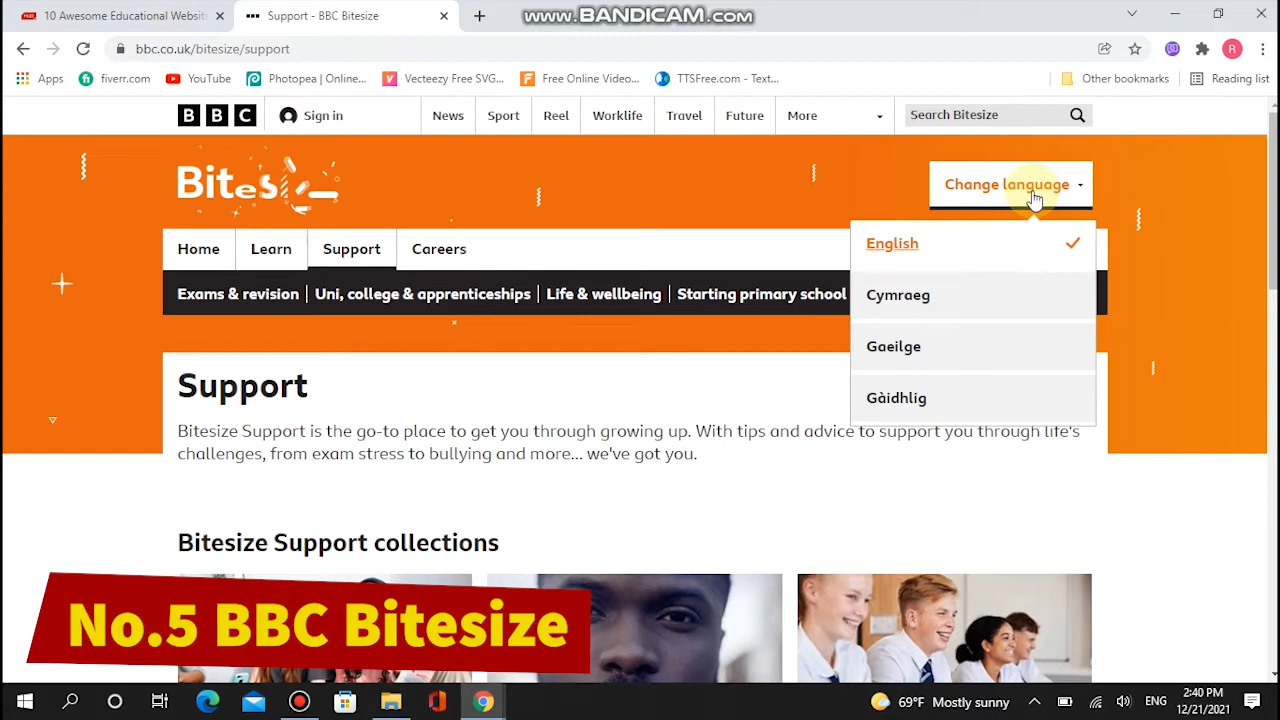 10 Awesome Educational Website
Support - BBC Bitesize
www.BANDICAM.com
bbc.co.uk/bitesize/support
R
Apps
fiverr.com
YouTube
Photopea | Online...
Vecteezy Free SVG...
Free Online Video...
TTSFree.com - Text...
Other bookmarks
Reading list
BBC
Sign in
News
Sport
Reel
Worklife
Travel
Future
More
Search Bitesize
Bitesize
Change language
English
Cymraeg
Gaeilge
Gàidhlig
Home
Learn
Support
Careers
Exams & revision
Uni, college & apprenticeships
Life & wellbeing
Starting primary school
Support
Bitesize Support is the go-to place to get you through growing up. With tips and advice to support you through life's
challenges, from exam stress to bullying and more... we've got you.
Bitesize Support collections
No.5 BBC Bitesize
69°F Mostly sunny
ENG
2:40 PM
12/21/2021